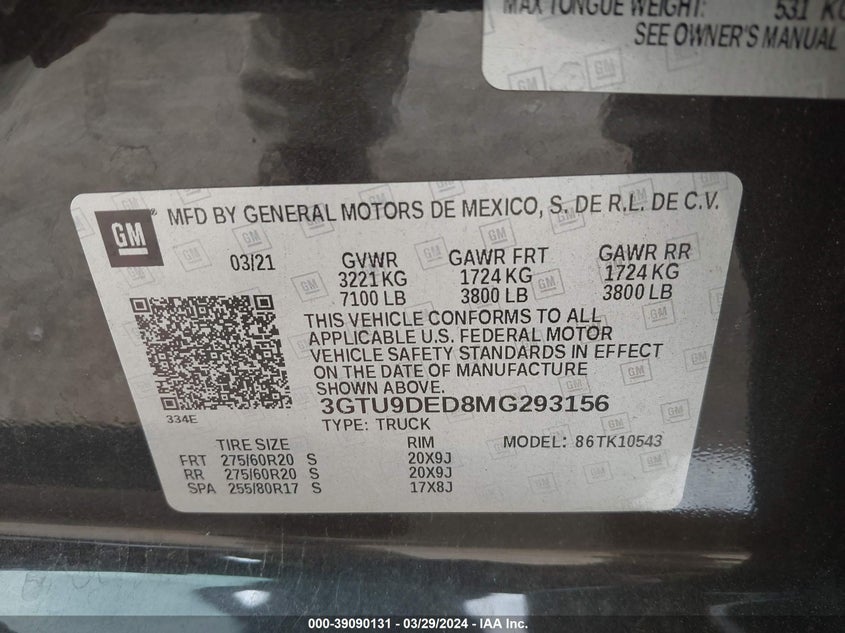 MAX TONGUE WEIGHT: 531 KG
SEE OWNER'S MANUAL
GM
GM ® MFD BY GENERAL MOTORS DE MEXICO, S. DE R.L. DE C.V.
03/21 GVWR GAWR FRT GAWR RR
3221 KG 1724 KG 1724 KG
7100 LB 3800 LB 3800 LB
THIS VEHICLE CONFORMS TO ALL
APPLICABLE U.S. FEDERAL MOTOR
VEHICLE SAFETY STANDARDS IN EFFECT
ON THE DATE OF MANUFACTURE
SHOWN ABOVE.
334E
3GTU9DED8MG293156
TYPE: TRUCK MODEL: 86TK10543
TIRE SIZE RIM
FRT 275/60R20 S 20X9J
RR 275/60R20 S 20X9J
SPA 255/80R17 S 17X8J
000-39090131 - 03/29/2024 - IAA Inc.